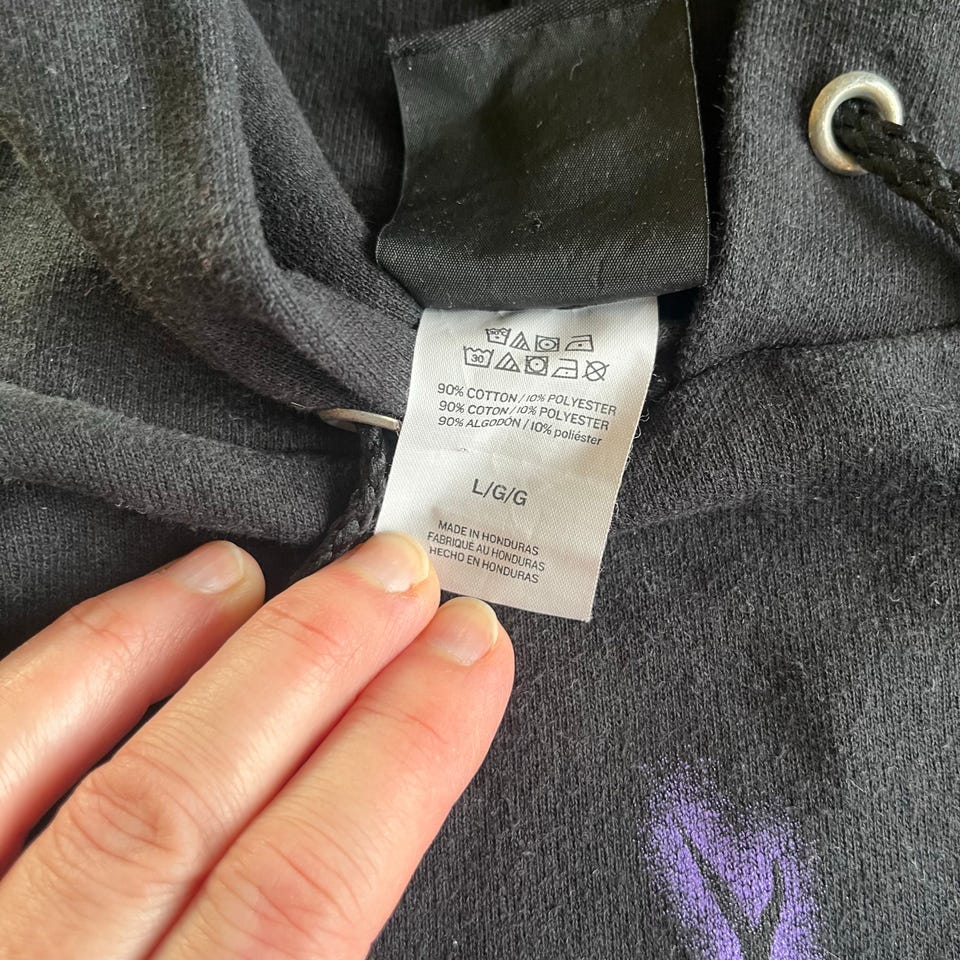 30
90% COTTON / 10% POLYESTER
90% COTON / 10% POLYESTER
90% ALGODÓN / 10% poliéster
L/G/G
MADE IN HONDURAS
FABRIQUÉ AU HONDURAS
HECHO EN HONDURAS